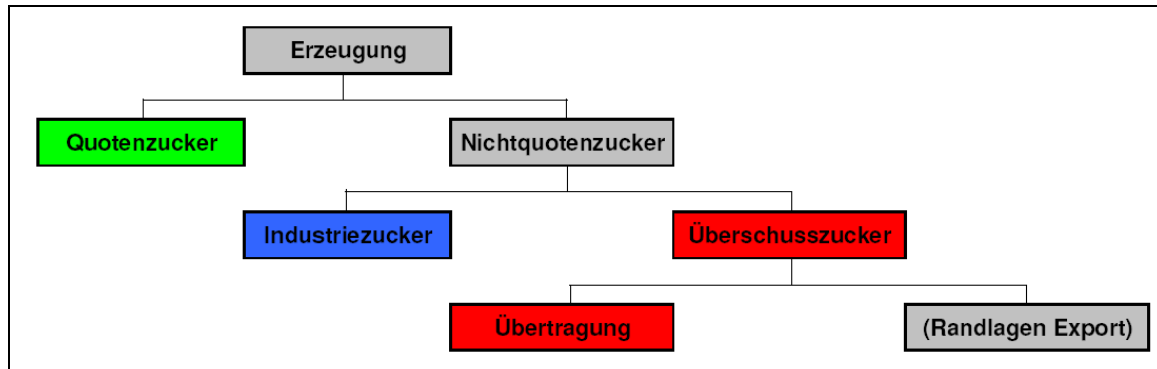 Erzeugung
Quotenzucker
Nichtquotenzucker
Industriezucker
Überschusszucker
Übertragung
(Randlagen Export)